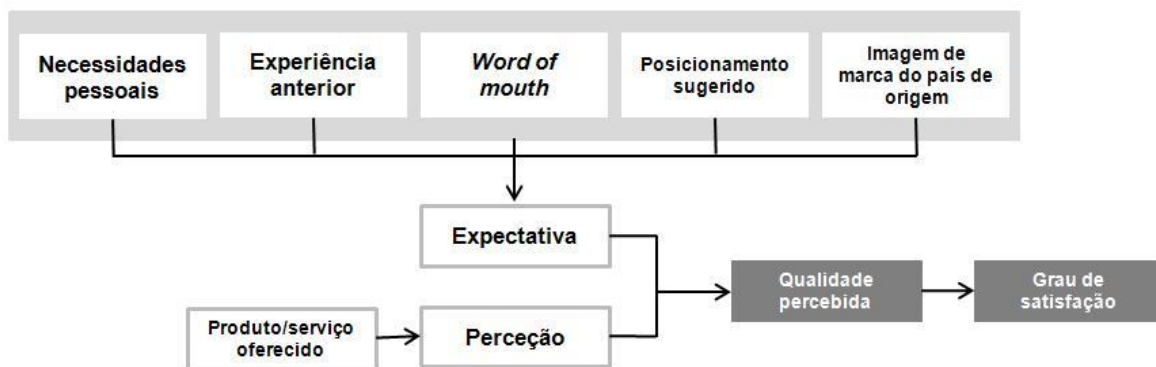 Necessidades
pessoais
Experiência
anterior
Word of
mouth
Posicionamento
sugerido
Imagem de
marca do país de
origem
Expectativa
Qualidade
percebida
Grau de
satisfação
Produto/serviço
oferecido
Perceção